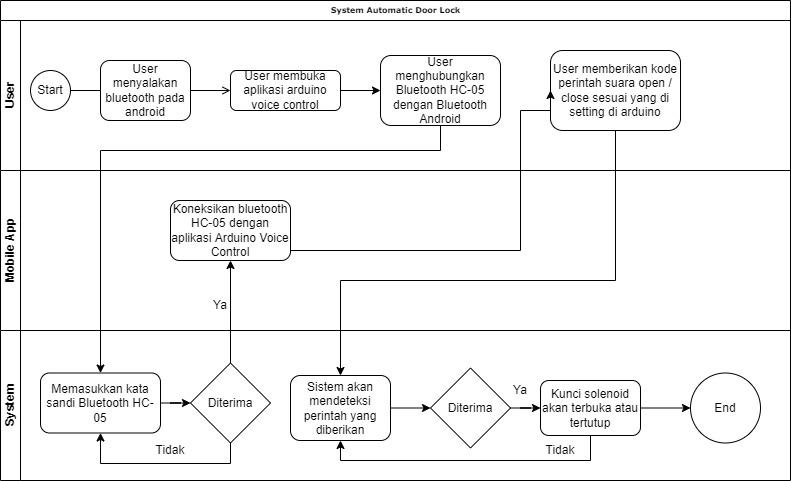 System Automatic Door Lock
User
Start
User
menyalakan
bluetooth pada
android
User membuka
aplikasi arduino
voice control
User
menghubungkan
Bluetooth HC-05
dengan Bluetooth
Android
User memberikan kode
perintah suara open /
close sesuai yang di
setting di arduino
Mobile App
Koneksikan bluetooth
HC-05 dengan
aplikasi Arduino Voice
Control
Ya
System
Memasukkan kata
sandi Bluetooth HC-
05
Diterima
Tidak
Sistem akan
mendeteksi
perintah yang
diberikan
Diterima
Ya
Kunci solenoid
akan terbuka atau
tertutup
Tidak
End